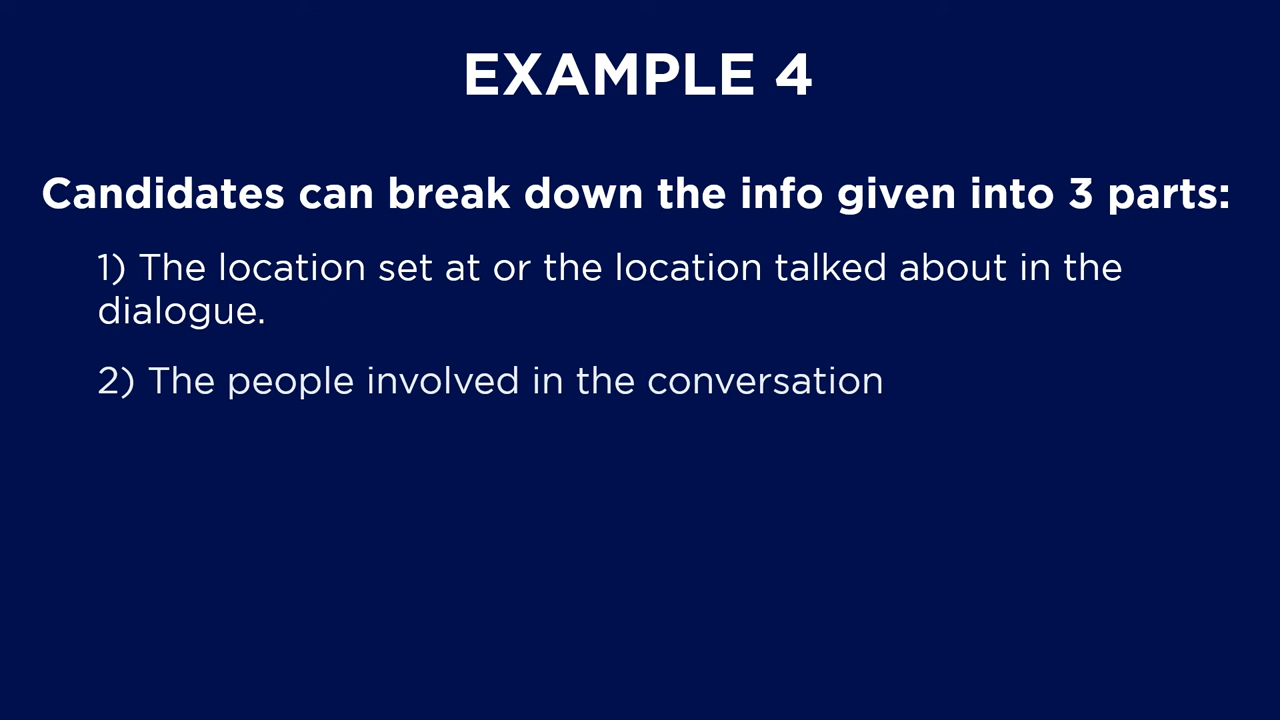 EXAMPLE 4
Candidates can break down the info given into 3 parts:
1) The location set at or the location talked about in the
dialogue.
2) The people involved in the conversation